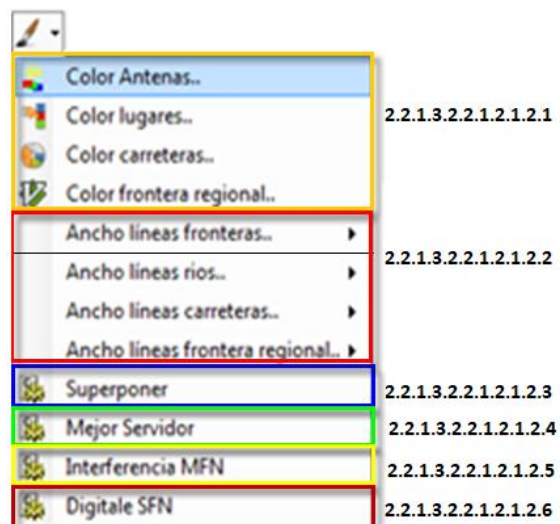 Color Antenas..
Color lugares..
2.2.1.3.2.2.1.2.1.2.1
Color carreteras..
Color frontera regional..
Ancho líneas fronteras..
2.2.1.3.2.2.1.2.1.2.2
Ancho líneas rios..
Ancho líneas carreteras..
Ancho líneas frontera regional..
Superponer
2.2.1.3.2.2.1.2.1.2.3
Mejor Servidor
2.2.1.3.2.2.1.2.1.2.4
Interferencia MFN
2.2.1.3.2.2.1.2.1.2.5
Digitale SFN
2.2.1.3.2.2.1.2.1.2.6